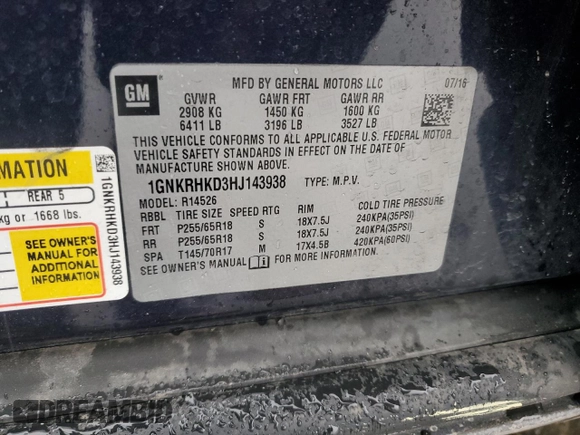 GM
MFD BY GENERAL MOTORS LLC 07/16
GVWR GAWR FRT GAWR RR
2908 KG 1450 KG 1600 KG
6411 LB 3196 LB 3527 LB
THIS VEHICLE CONFORMS TO ALL APPLICABLE U.S. FEDERAL MOTOR
VEHICLE SAFETY STANDARDS IN EFFECT ON THE DATE OF
MANUFACTURE SHOWN ABOVE.
1GNKRHKD3HJ143938 TYPE: M.P.V.
MODEL: R14526
RBBL TIRE SIZE SPEED RTG RIM COLD TIRE PRESSURE
FRT P255/65R18 S 18X7.5J 240KPA(35PSI)
RR P255/65R18 S 18X7.5J 240KPA(35PSI)
SPA T145/70R17 M 17X4.5B 420KPA(60PSI)
SEE OWNER'S MANUAL FOR MORE INFORMATION.
MATION
1 REAR 5
kg or 1668 lbs.
SEE OWNER'S
MANUAL FOR
ADDITIONAL
INFORMATION
1GNKRHKD3HJ143938
DREAMBID